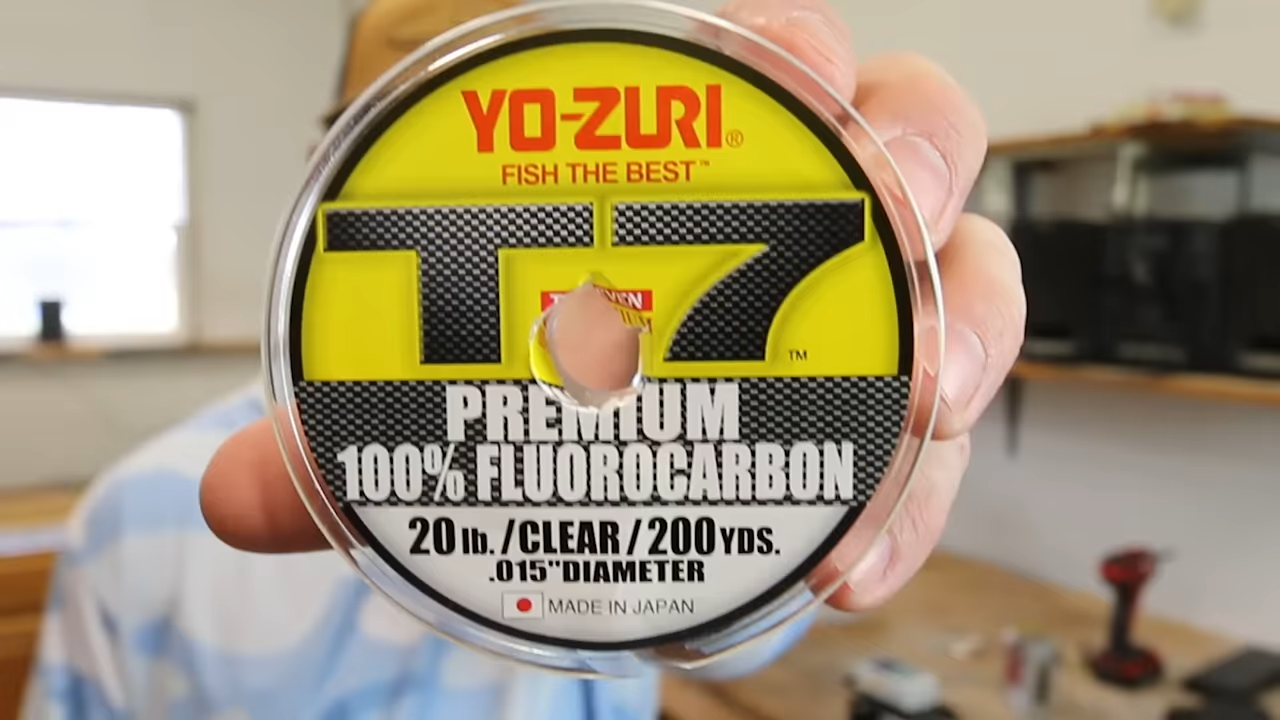 YO-ZURI®
FISH THE BEST™
T7™
PREMIUM
100% FLUOROCARBON
20 lb. / CLEAR / 200 YDS.
.015" DIAMETER
MADE IN JAPAN